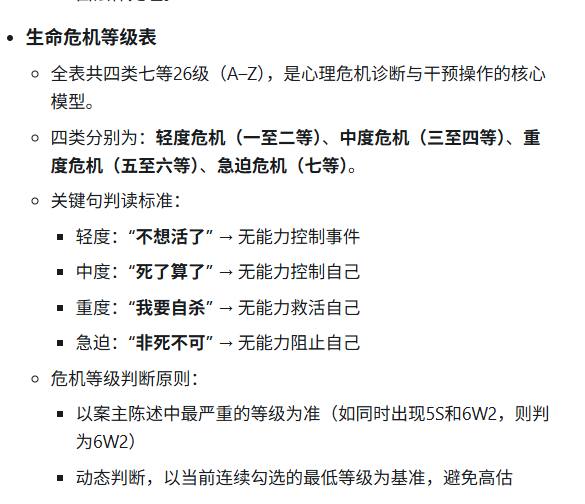 生命危机等级表
全表共四类七等26级（A–Z），是心理危机诊断与干预操作的核心
模型。
四类分别为：轻度危机（一至二等）、中度危机（三至四等）、重
度危机（五至六等）、急迫危机（七等）。
关键句判读标准：
轻度：“不想活了” → 无能力控制事件
中度：“死了算了” → 无能力控制自己
重度：“我要自杀” → 无能力救活自己
急迫：“非死不可” → 无能力阻止自己
危机等级判断原则：
以案主陈述中最严重的等级为准（如同时出现5S和6W2，则判
为6W2）
动态判断，以当前连续勾选的最低等级为基准，避免高估